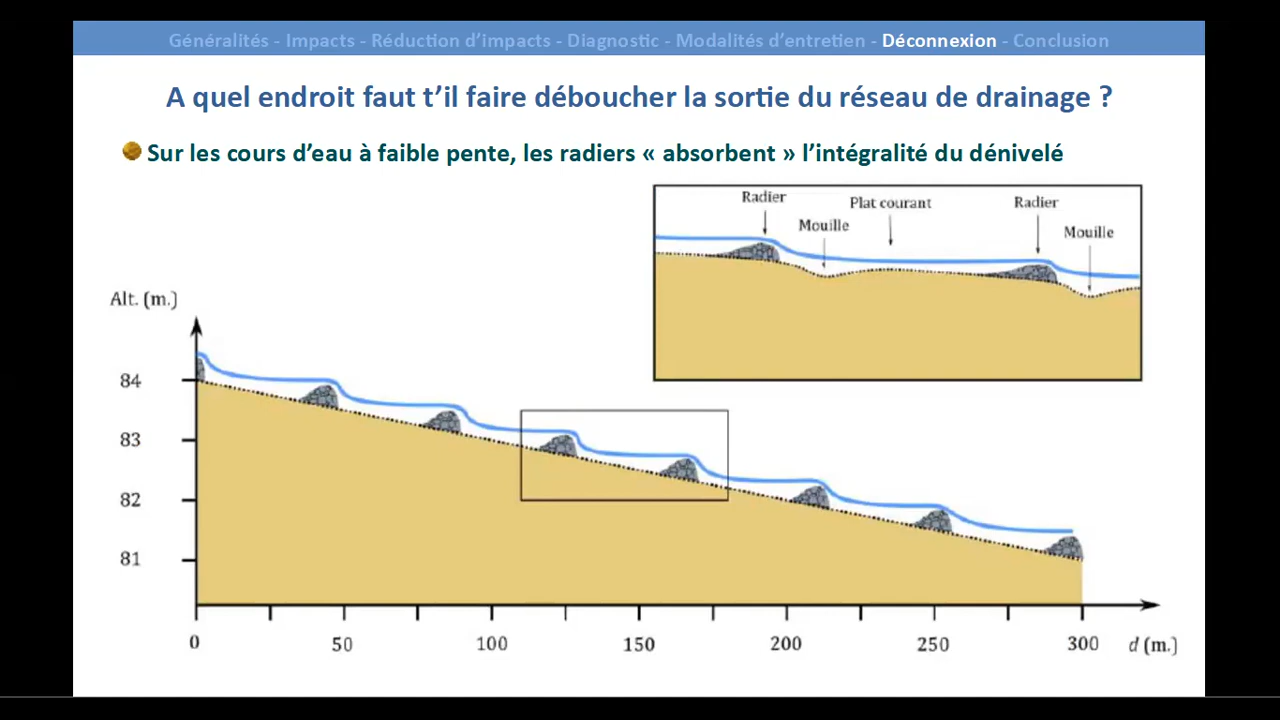 Généralités - Impacts - Réduction d’impacts - Diagnostic - Modalités d’entretien - Déconnexion - Conclusion
A quel endroit faut t’il faire déboucher la sortie du réseau de drainage ?
Sur les cours d’eau à faible pente, les radiers « absorbent » l’intégralité du dénivelé
Radier
Plat courant
Radier
Mouille
Mouille
Alt. (m.)
84
83
82
81
0 50 100 150 200 250 300 d (m.)